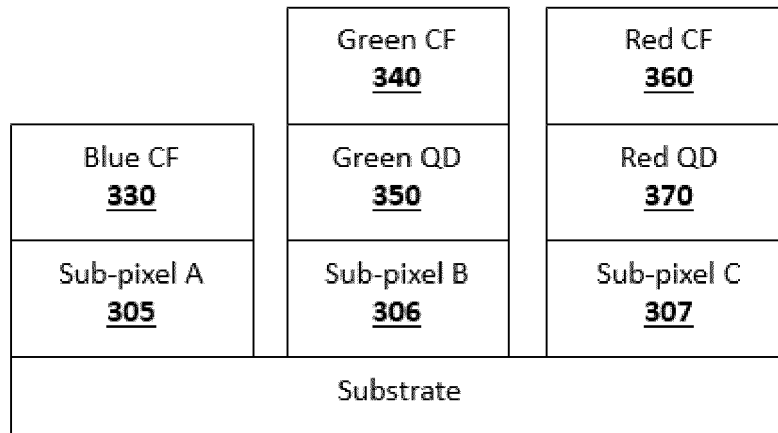 Green CF
340
Red CF
360
Blue CF
330
Green QD
350
Red QD
370
Sub-pixel A
305
Sub-pixel B
306
Sub-pixel C
307
Substrate